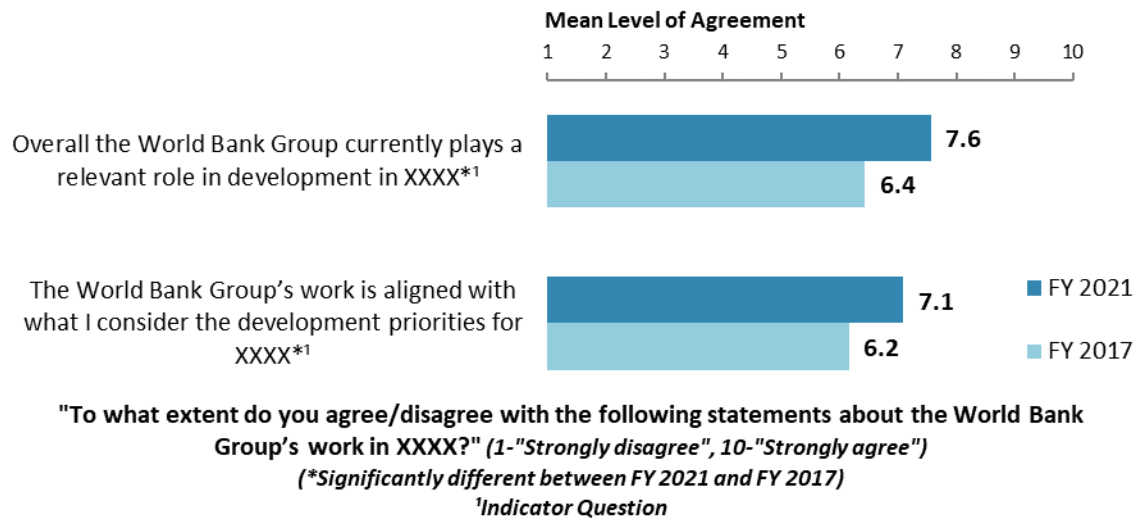 Mean Level of Agreement
1 2 3 4 5 6 7 8 9 10
Overall the World Bank Group currently plays a
relevant role in development in XXXX*¹
7.6
6.4
The World Bank Group’s work is aligned with
what I consider the development priorities for
XXXX*¹
7.1
6.2
FY 2021
FY 2017
"To what extent do you agree/disagree with the following statements about the World Bank
Group’s work in XXXX?" (1-"Strongly disagree", 10-"Strongly agree")
(*Significantly different between FY 2021 and FY 2017)
¹Indicator Question